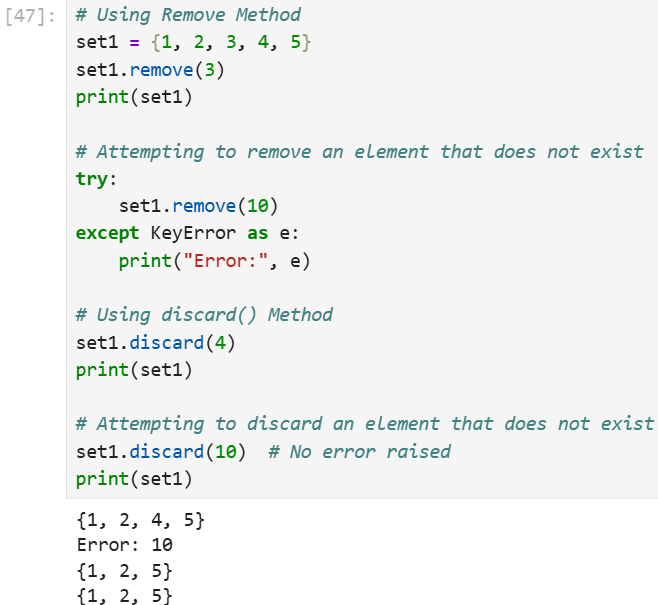 [47]:
# Using Remove Method
set1 = {1, 2, 3, 4, 5}
set1.remove(3)
print(set1)

# Attempting to remove an element that does not exist
try:
    set1.remove(10)
except KeyError as e:
    print("Error:", e)

# Using discard() Method
set1.discard(4)
print(set1)

# Attempting to discard an element that does not exist
set1.discard(10)  # No error raised
print(set1)

{1, 2, 4, 5}
Error: 10
{1, 2, 5}
{1, 2, 5}